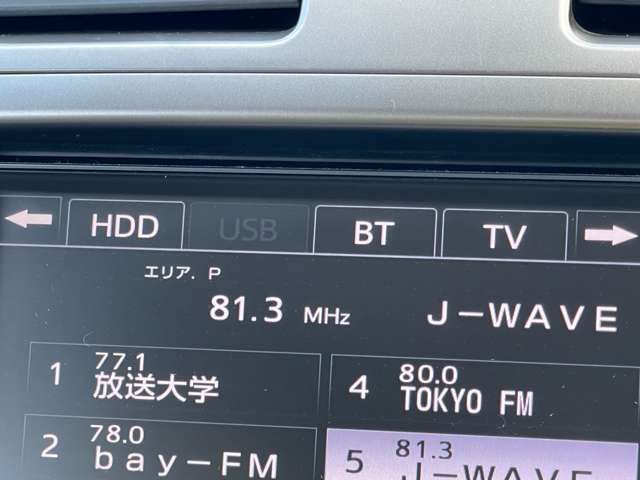 HDD USB BT TV
エリア. P
81.3 MHz J-WAVE
1 77.1 放送大学
4 80.0 TOKYO FM
2 78.0 bay-FM
5 81.3 J-WAVE